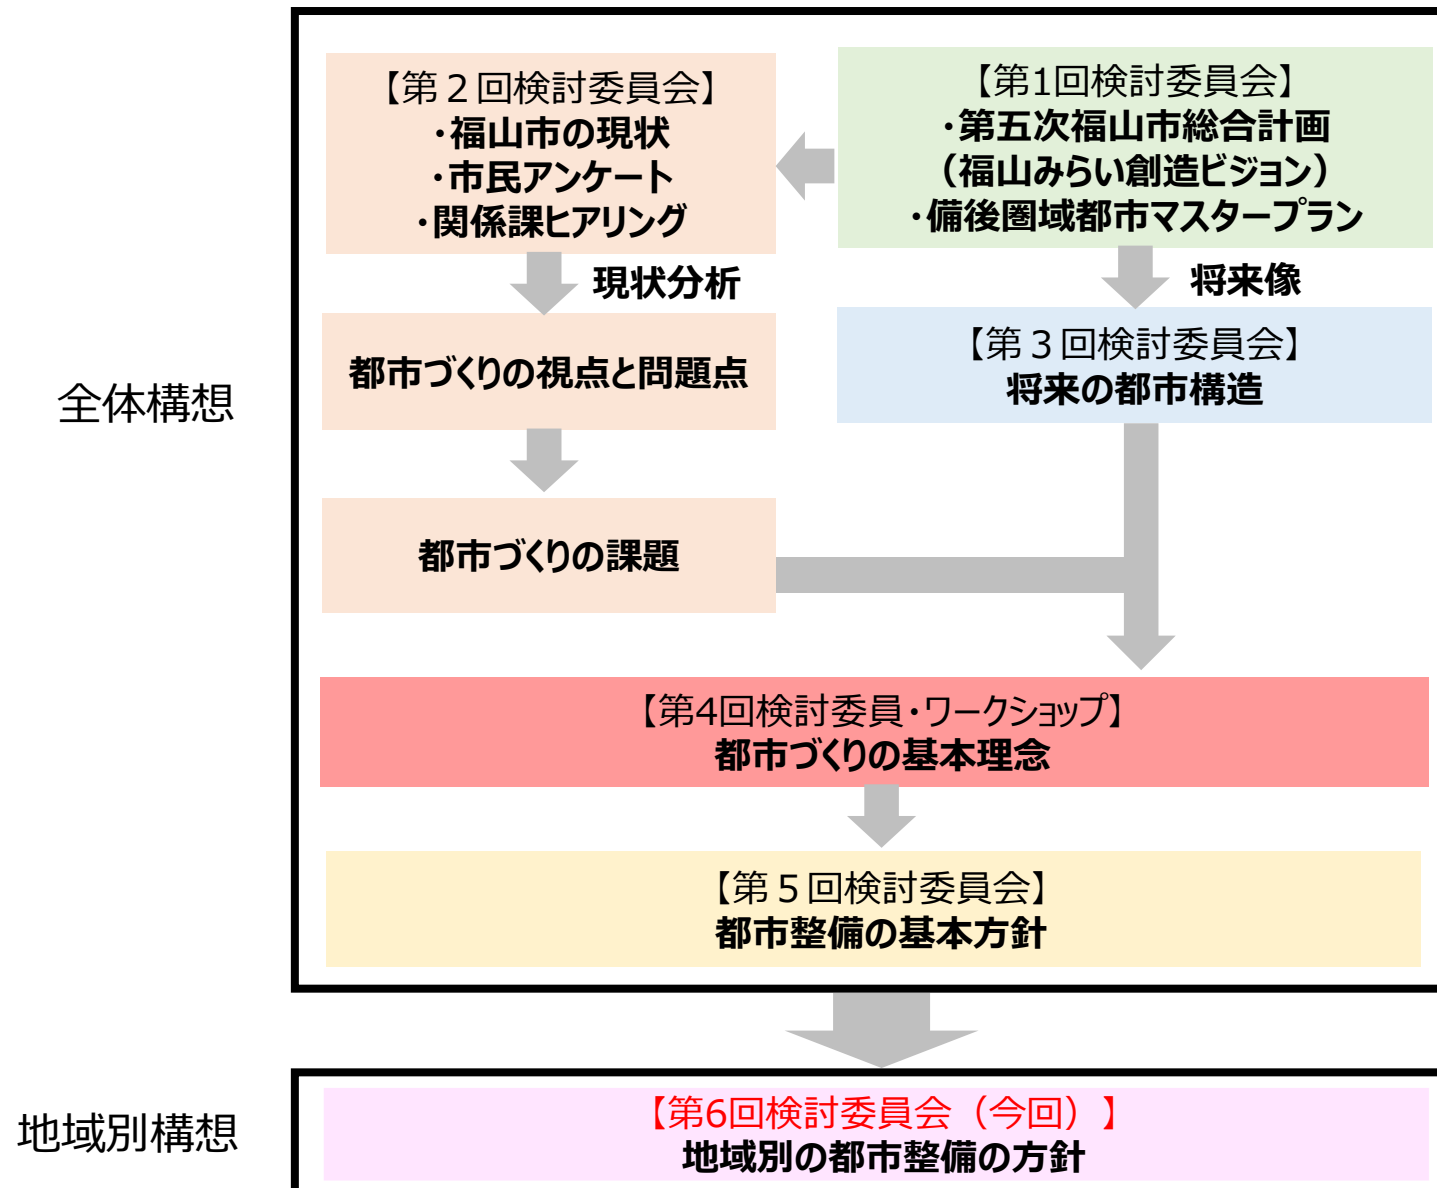 【第２回検討委員会】
・福山市の現状
・市民アンケート
・関係課ヒアリング
【第1回検討委員会】
・第五次福山市総合計画
（福山みらい創造ビジョン）
・備後圏域都市マスタープラン
現状分析
将来像
都市づくりの視点と問題点
【第３回検討委員会】
将来の都市構造
全体構想
都市づくりの課題
【第4回検討委員・ワークショップ】
都市づくりの基本理念
【第５回検討委員会】
都市整備の基本方針
地域別構想
【第6回検討委員会（今回）】
地域別の都市整備の方針